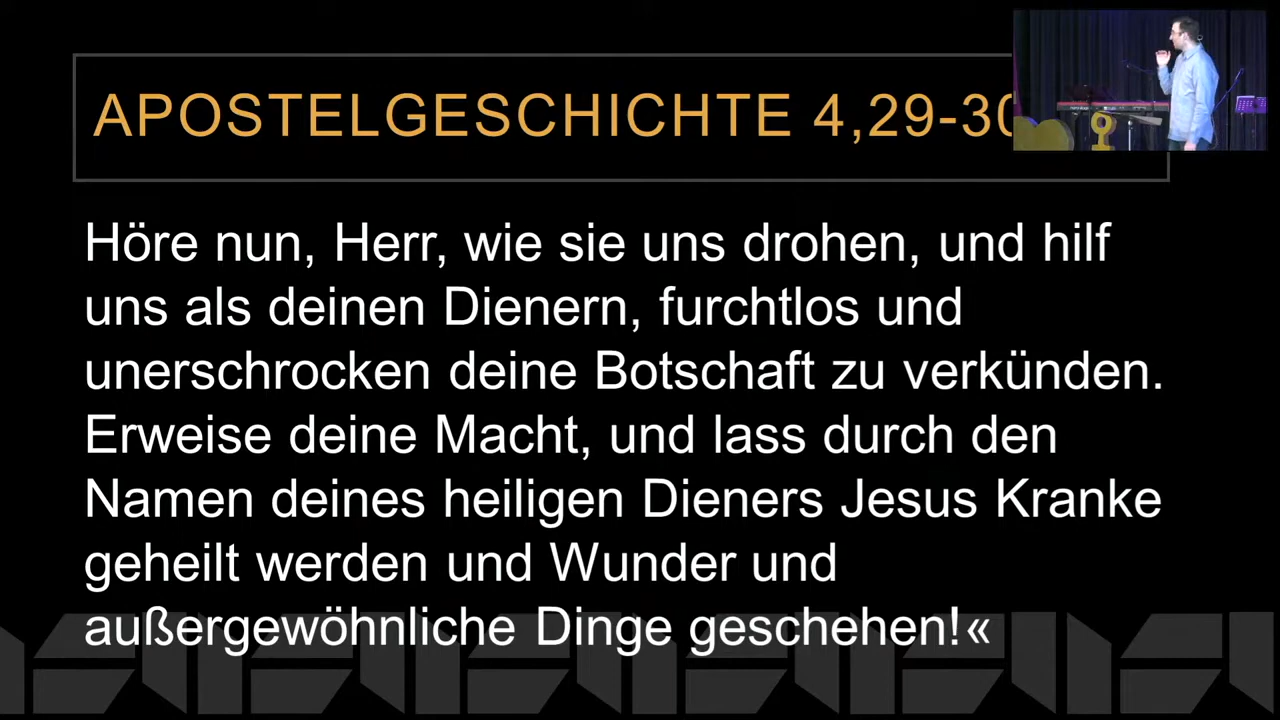 APOSTELGESCHICHTE 4,29-30
Höre nun, Herr, wie sie uns drohen, und hilf
uns als deinen Dienern, furchtlos und
unerschrocken deine Botschaft zu verkünden.
Erweise deine Macht, und lass durch den
Namen deines heiligen Dieners Jesus Kranke
geheilt werden und Wunder und
außergewöhnliche Dinge geschehen!«